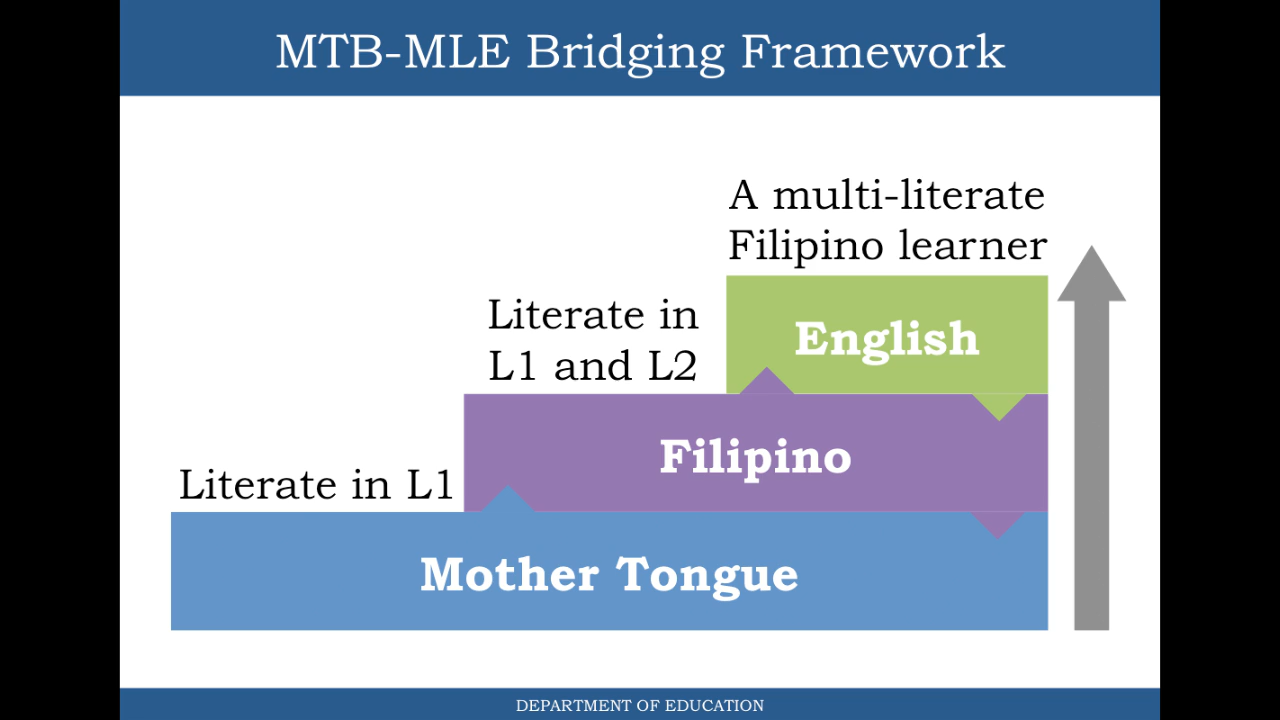 MTB-MLE Bridging Framework
A multi-literate
Filipino learner
Literate in
L1 and L2
English
Literate in L1
Filipino
Mother Tongue
DEPARTMENT OF EDUCATION